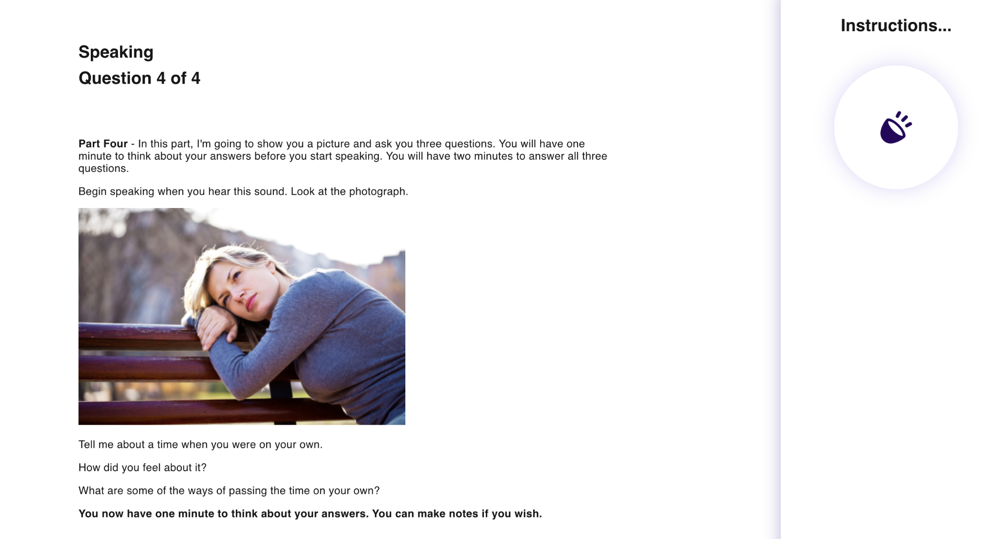 Instructions...
Speaking
Question 4 of 4
Part Four - In this part, I'm going to show you a picture and ask you three questions. You will have one
minute to think about your answers before you start speaking. You will have two minutes to answer all three
questions.
Begin speaking when you hear this sound. Look at the photograph.
Tell me about a time when you were on your own.
How did you feel about it?
What are some of the ways of passing the time on your own?
You now have one minute to think about your answers. You can make notes if you wish.